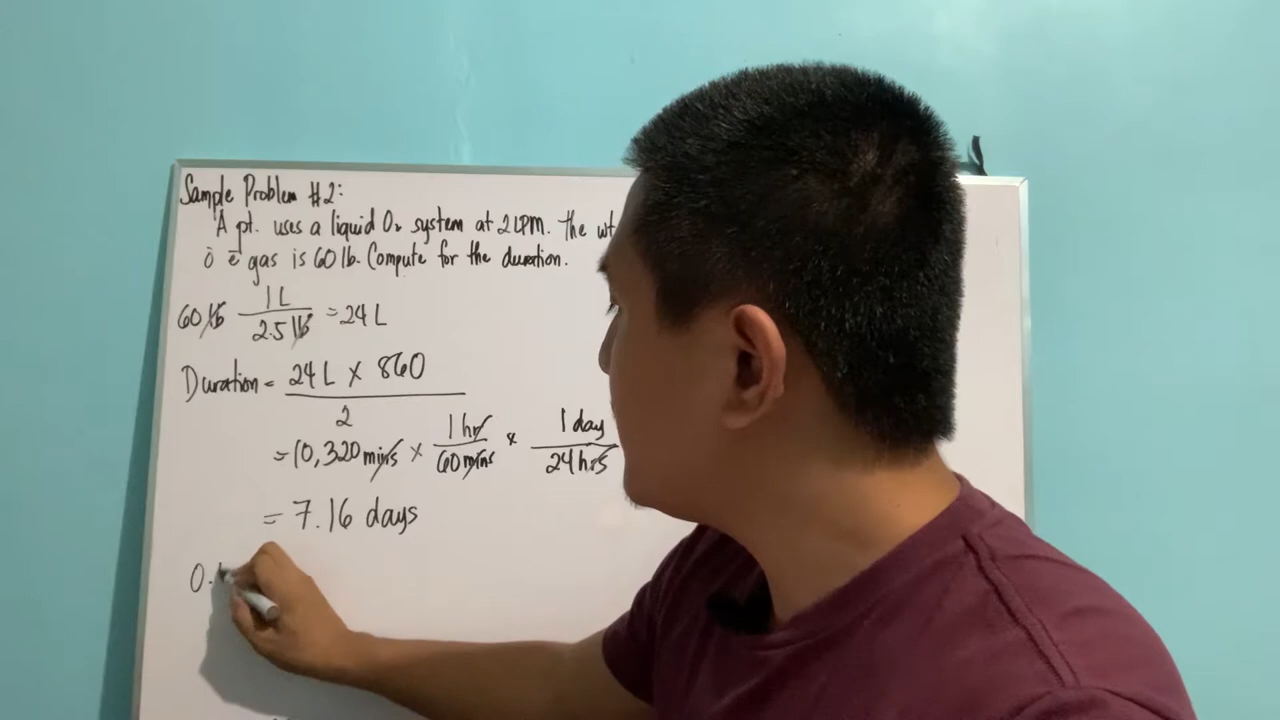 Sample Problem #2:
A pt. uses a liquid O₂ system at 2 LPM. The wt
ō ē gas is 60 lb. Compute for the duration.
60 lb 1 L / 2.5 lb = 24 L
Duration = 24 L x 860 / 2
= 10,320 mins x 1 hr / 60 mins x 1 day / 24 hrs
= 7.16 days
0.